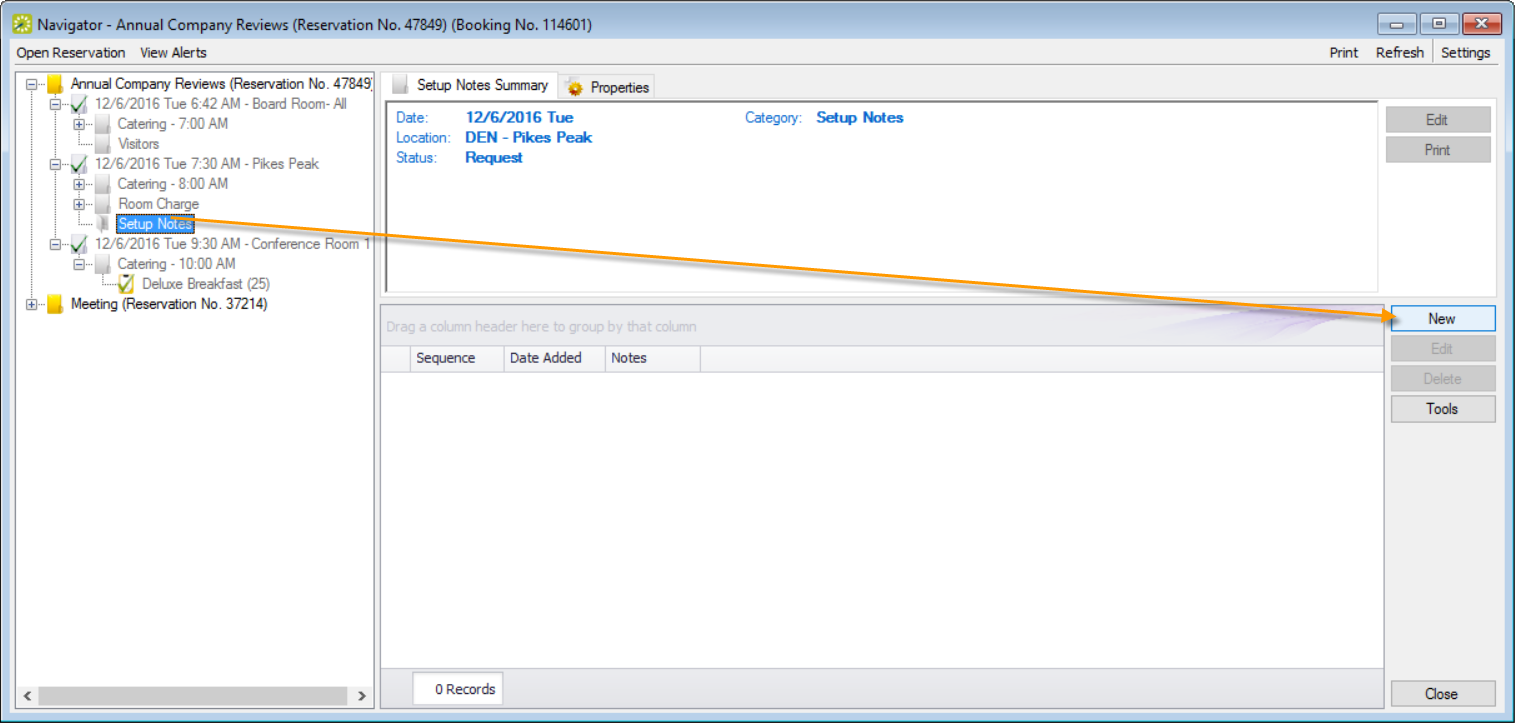 Navigator - Annual Company Reviews (Reservation No. 47849) (Booking No. 114601)
Open Reservation View Alerts Print Refresh Settings
Annual Company Reviews (Reservation No. 47849)
12/6/2016 Tue 6:42 AM - Board Room- All
Catering - 7:00 AM
Visitors
12/6/2016 Tue 7:30 AM - Pikes Peak
Catering - 8:00 AM
Room Charge
Setup Notes
12/6/2016 Tue 9:30 AM - Conference Room 1
Catering - 10:00 AM
Deluxe Breakfast (25)
Meeting (Reservation No. 37214)
Setup Notes Summary Properties
Date: 12/6/2016 Tue Category: Setup Notes
Location: DEN - Pikes Peak
Status: Request
Edit
Print
Drag a column header here to group by that column
Sequence Date Added Notes
New
Edit
Delete
Tools
0 Records
Close